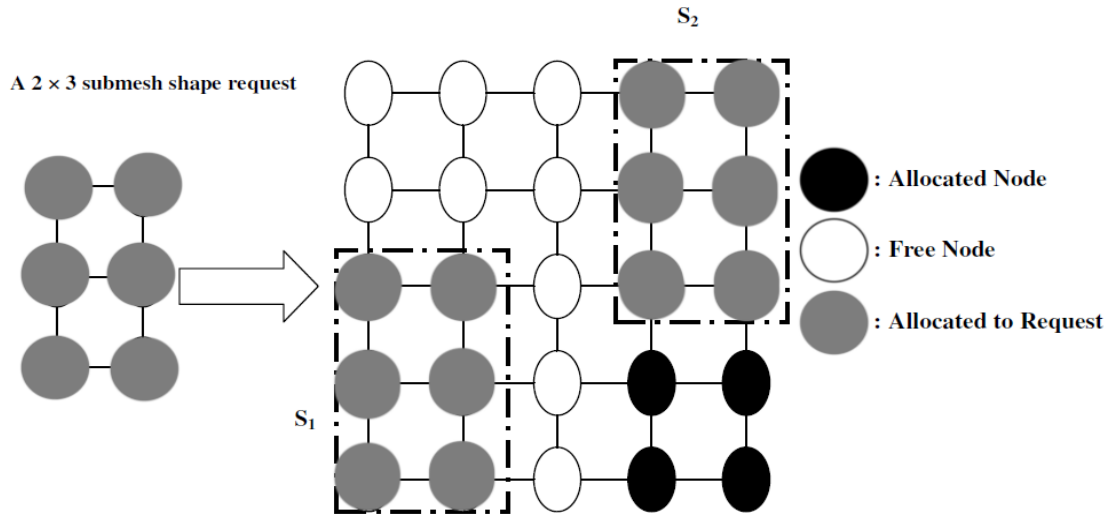 S₂
A 2 × 3 submesh shape request
: Allocated Node
: Free Node
: Allocated to Request
S₁